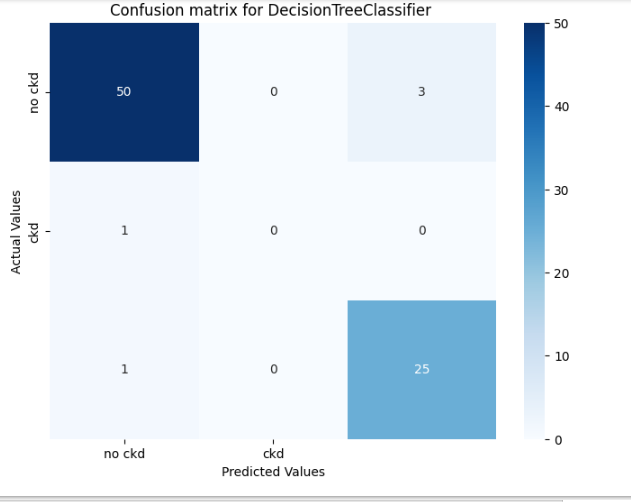 Confusion matrix for DecisionTreeClassifier
50 0 3
1 0 0
1 0 25
no ckd
ckd
Actual Values
no ckd ckd
Predicted Values
50
40
30
20
10
0